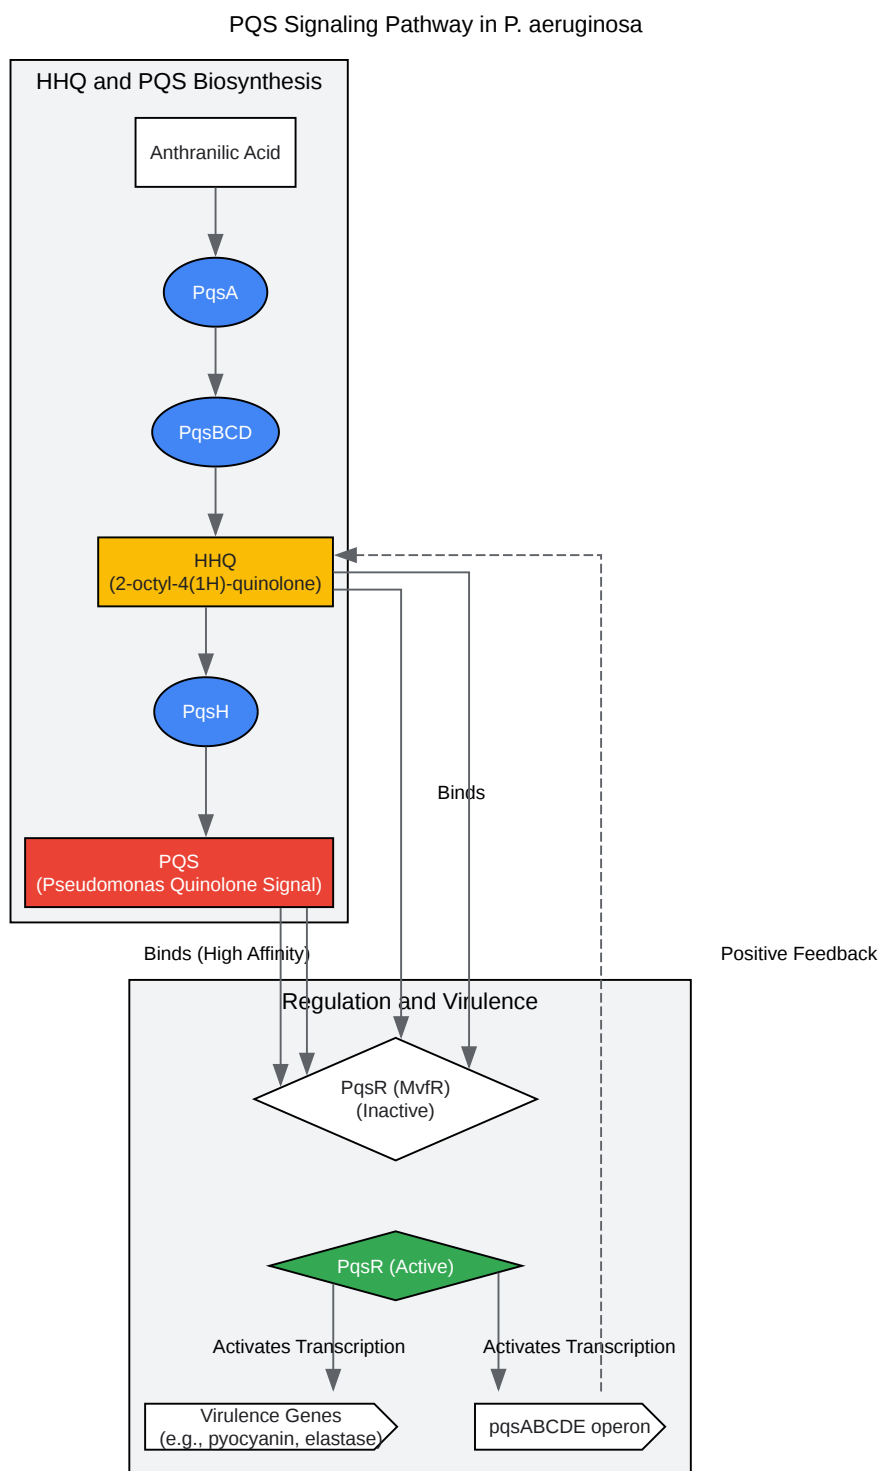 PQS Signaling Pathway in P. aeruginosa
HHQ and PQS Biosynthesis
Anthranilic Acid
PqsA
PqsBCD
HHQ
(2-octyl-4(1H)-quinolone)
PqsH
Binds
PQS
(Pseudomonas Quinolone Signal)
Binds (High Affinity)
Positive Feedback
Regulation and Virulence
PqsR (MvfR)
(Inactive)
PqsR (Active)
Activates Transcription
Activates Transcription
Virulence Genes
(e.g., pyocyanin, elastase)
pqsABCDE operon